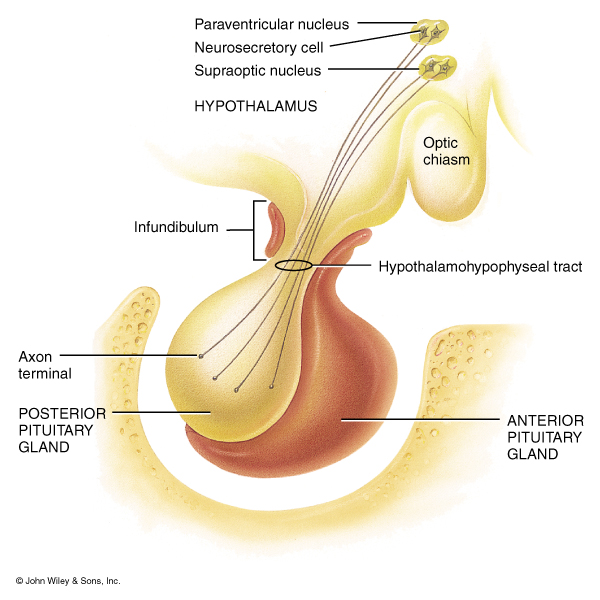 Paraventricular nucleus
Neurosecretory cell
Supraoptic nucleus
HYPOTHALAMUS
Optic
chiasm
Infundibulum
Hypothalamohypophyseal tract
Axon
terminal
POSTERIOR
PITUITARY
GLAND
ANTERIOR
PITUITARY
GLAND
© John Wiley & Sons, Inc.